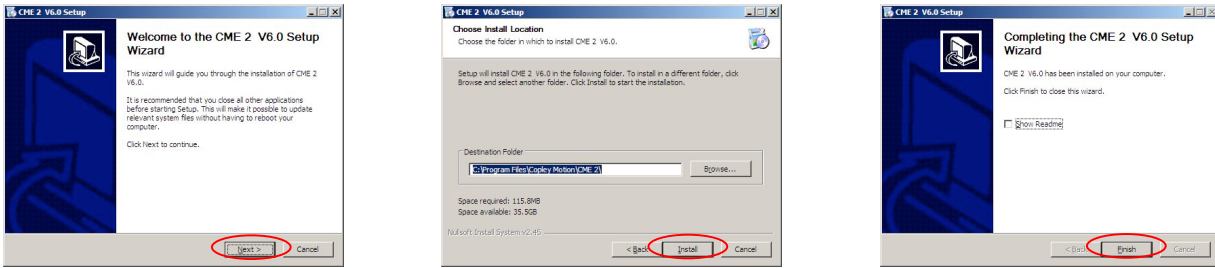 CME 2 V6.0 Setup
Welcome to the CME 2 V6.0 Setup
Wizard
This wizard will guide you through the installation of CME 2
V6.0.
It is recommended that you close all other applications
before starting Setup. This will make it possible to update
relevant system files without having to reboot your
computer.
Click Next to continue.
Next >
Cancel
CME 2 V6.0 Setup
Choose Install Location
Choose the folder in which to install CME 2 V6.0.
Setup will install CME 2 V6.0 in the following folder. To install in a different folder, click
Browse and select another folder. Click Install to start the installation.
Destination Folder
C:\Program Files\Copley Motion\CME 2\
Browse...
Space required: 115.8MB
Space available: 35.5GB
Nullsoft Install System v2.45
< Back
Install
Cancel
CME 2 V6.0 Setup
Completing the CME 2 V6.0 Setup
Wizard
CME 2 V6.0 has been installed on your computer.
Click Finish to close this wizard.
Show Readme
< Back
Finish
Cancel